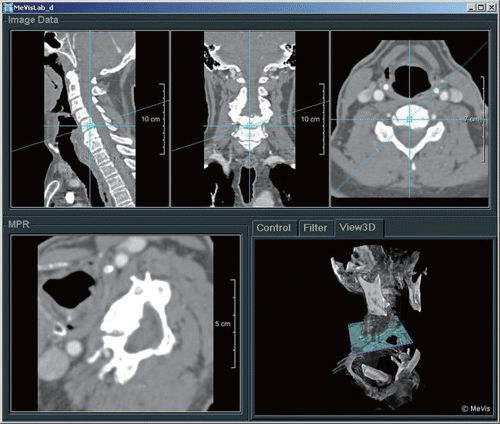 MeVisLab_d
Image Data
10 cm
10 cm
7 cm
MPR
5 cm
Control
Filter
View3D
© MeVis